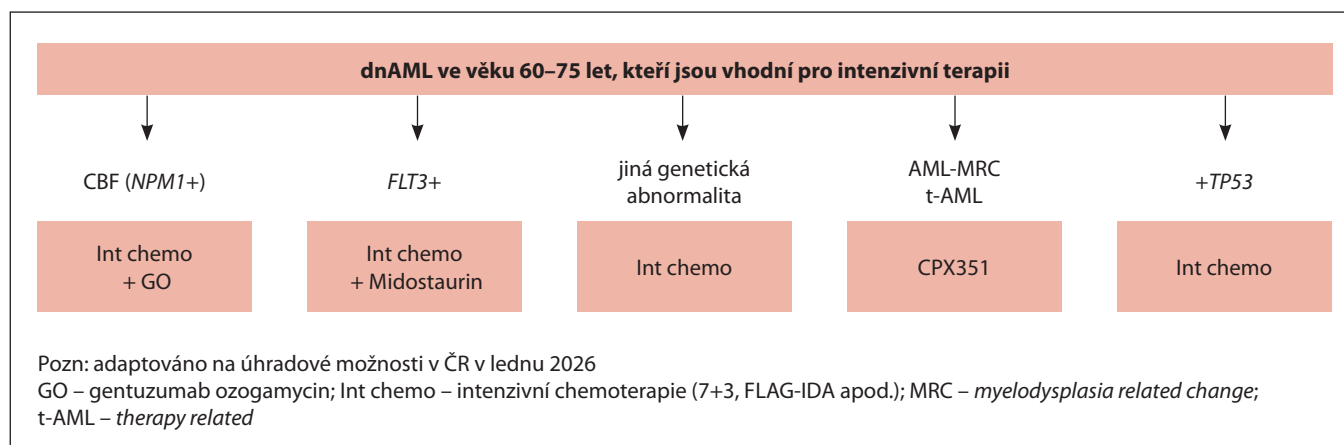 dnAML ve věku 60–75 let, kteří jsou vhodní pro intenzivní terapii
CBF (NPM1+)
FLT3+
jiná genetická
abnormalita
AML-MRC
t-AML
+TP53
Int chemo
+ GO
Int chemo
+ Midostaurin
Int chemo
CPX351
Int chemo
Pozn: adaptováno na úhradové možnosti v ČR v lednu 2026
GO – gentuzumab ozogamycin; Int chemo – intenzivní chemoterapie (7+3, FLAG-IDA apod.); MRC – myelodysplasia related change;
t-AML – therapy related